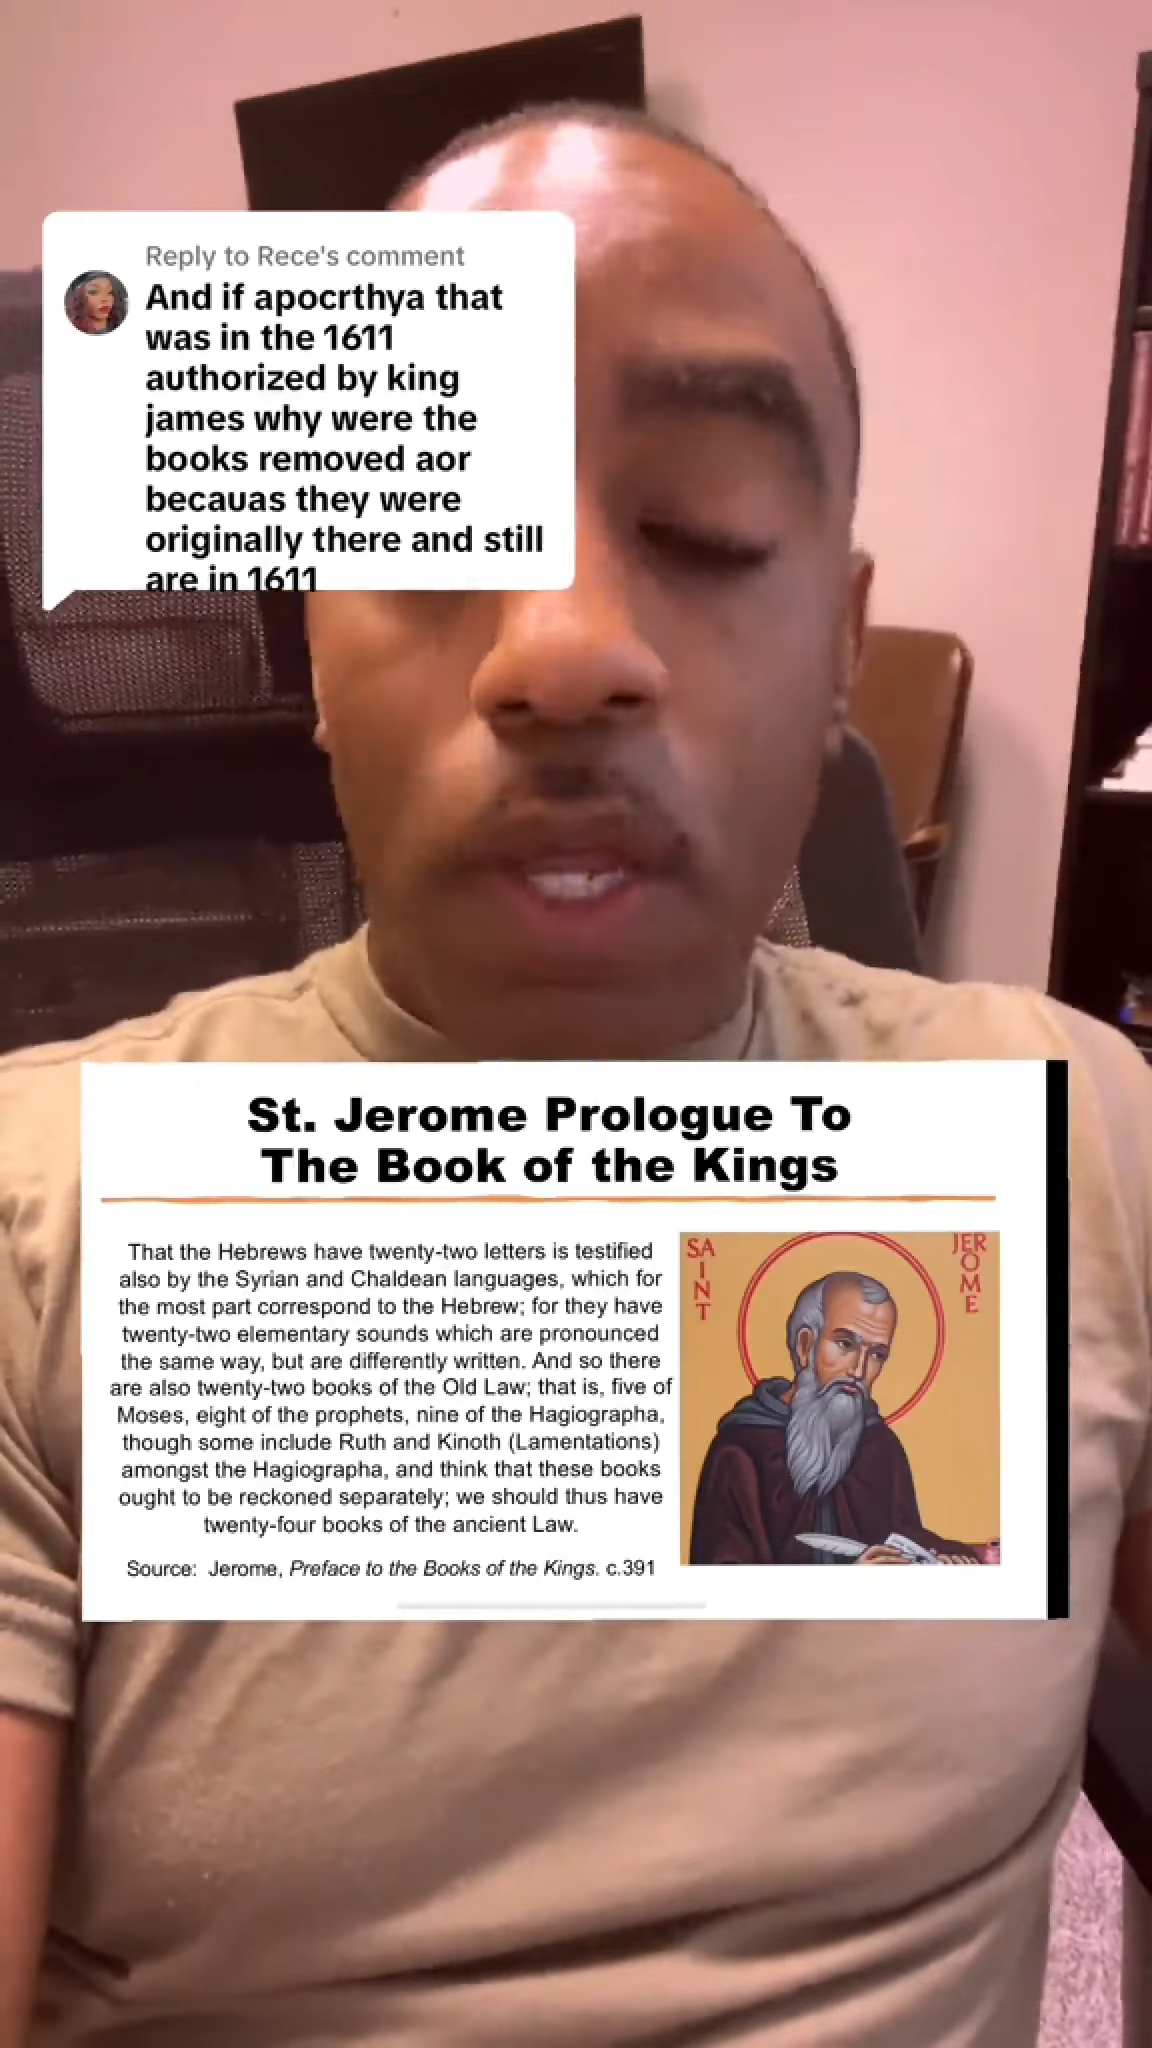 Reply to Rece's comment
And if apocrthya that
was in the 1611
authorized by king
james why were the
books removed aor
becauas they were
originally there and still
are in 1611
St. Jerome Prologue To
The Book of the Kings
That the Hebrews have twenty-two letters is testified
also by the Syrian and Chaldean languages, which for
the most part correspond to the Hebrew; for they have
twenty-two elementary sounds which are pronounced
the same way, but are differently written. And so there
are also twenty-two books of the Old Law; that is, five of
Moses, eight of the prophets, nine of the Hagiographa,
though some include Ruth and Kinoth (Lamentations)
amongst the Hagiographa, and think that these books
ought to be reckoned separately; we should thus have
twenty-four books of the ancient Law.
Source: Jerome, Preface to the Books of the Kings. c.391
SAINT
JEROME